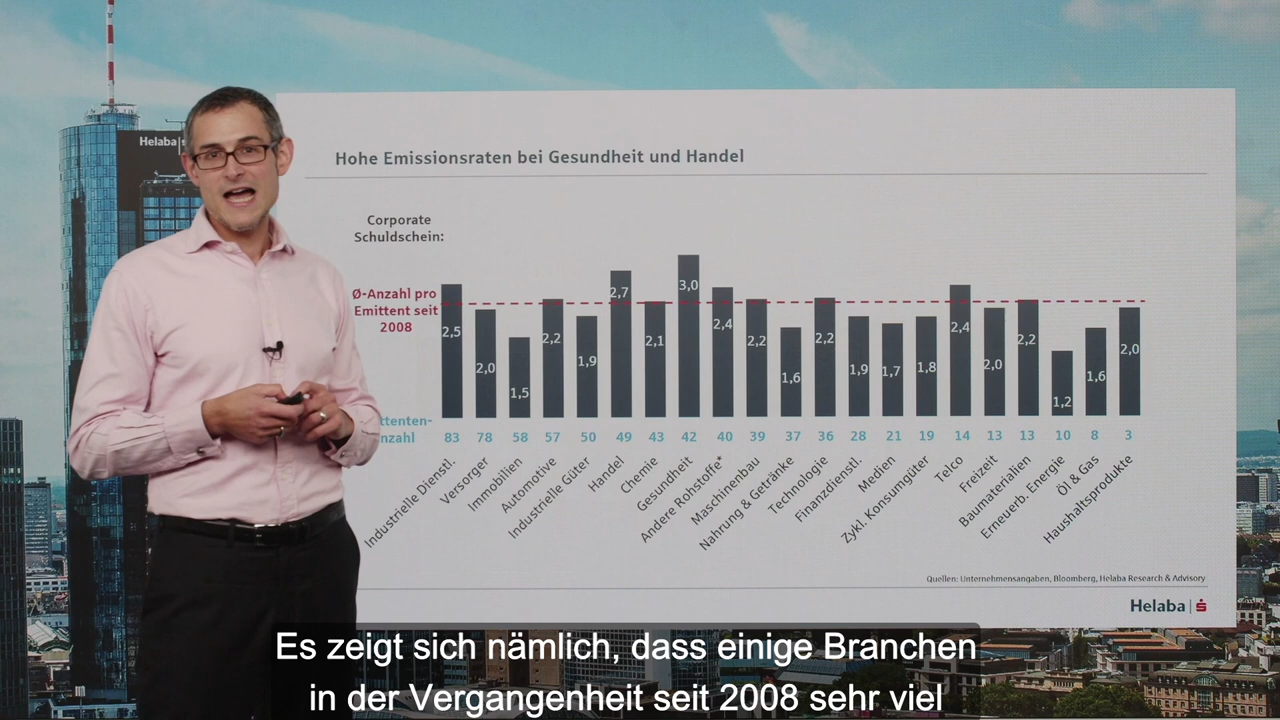 Helaba
Hohe Emissionsraten bei Gesundheit und Handel
Corporate
Schuldschein:
Ø-Anzahl pro
Emittent seit
2008
2,5 2,0 1,5 2,2 1,9 2,7 2,1 3,0 2,4 2,2 1,6 2,2 1,9 1,7 1,8 2,4 2,0 2,2 1,2 1,6 2,0
ttenten-
nzahl 83 78 58 57 50 49 43 42 40 39 37 36 28 21 19 14 13 13 10 8 3
Industrielle Dienstl.
Versorger
Immobilien
Automotive
Industrielle Güter
Handel
Chemie
Gesundheit
Andere Rohstoffe*
Maschinenbau
Nahrung & Getränke
Technologie
Finanzdienstl.
Medien
Zykl. Konsumgüter
Telco
Freizeit
Baumaterialien
Erneuerb. Energie
Öl & Gas
Haushaltsprodukte
Quellen: Unternehmensangaben, Bloomberg, Helaba Research & Advisory
Helaba
Es zeigt sich nämlich, dass einige Branchen
in der Vergangenheit seit 2008 sehr viel